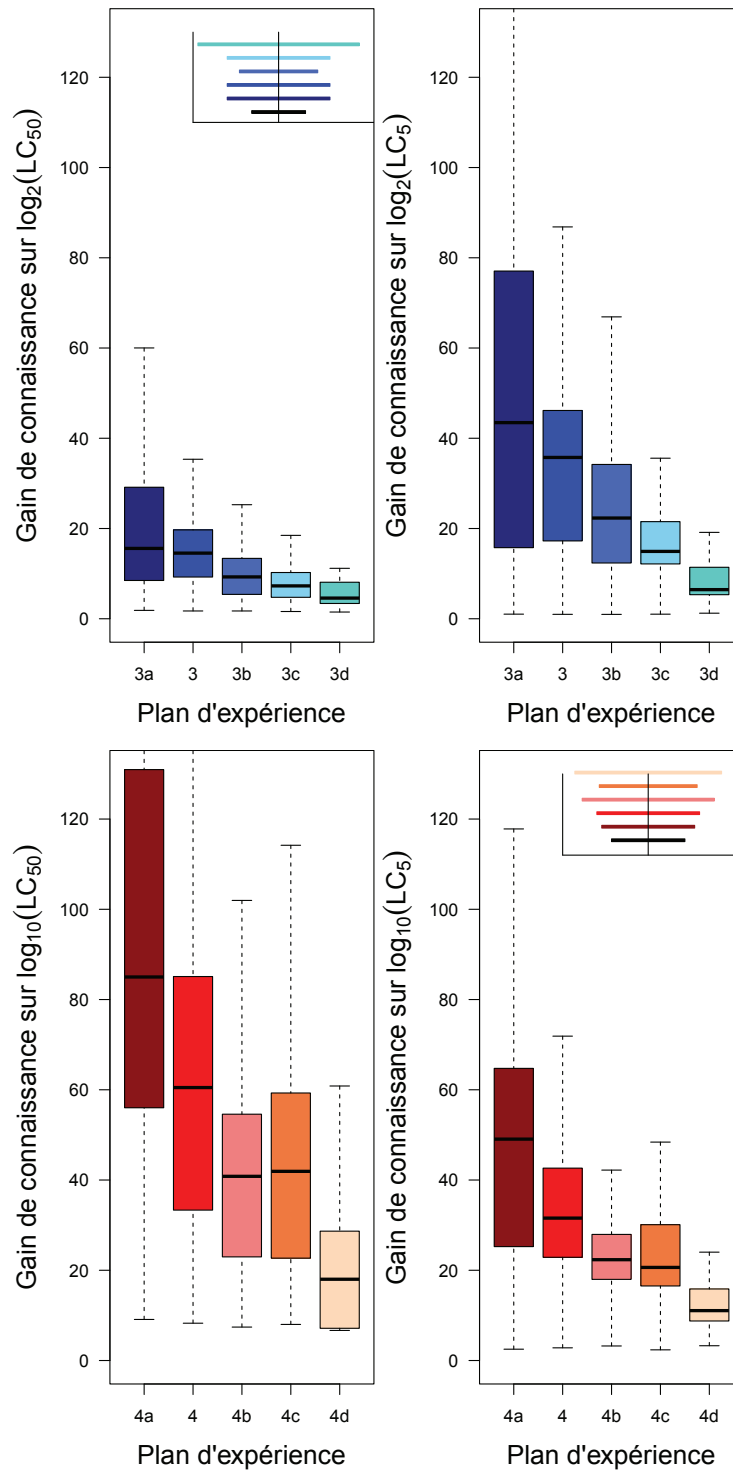 Gain de connaissance sur log₂(LC₅₀)
120
100
80
60
40
20
0
3a 3 3b 3c 3d
Plan d'expérience
Gain de connaissance sur log₂(LC₅)
120
100
80
60
40
20
0
3a 3 3b 3c 3d
Plan d'expérience
Gain de connaissance sur log₁₀(LC₅₀)
120
100
80
60
40
20
0
4a 4 4b 4c 4d
Plan d'expérience
Gain de connaissance sur log₁₀(LC₅)
120
100
80
60
40
20
0
4a 4 4b 4c 4d
Plan d'expérience